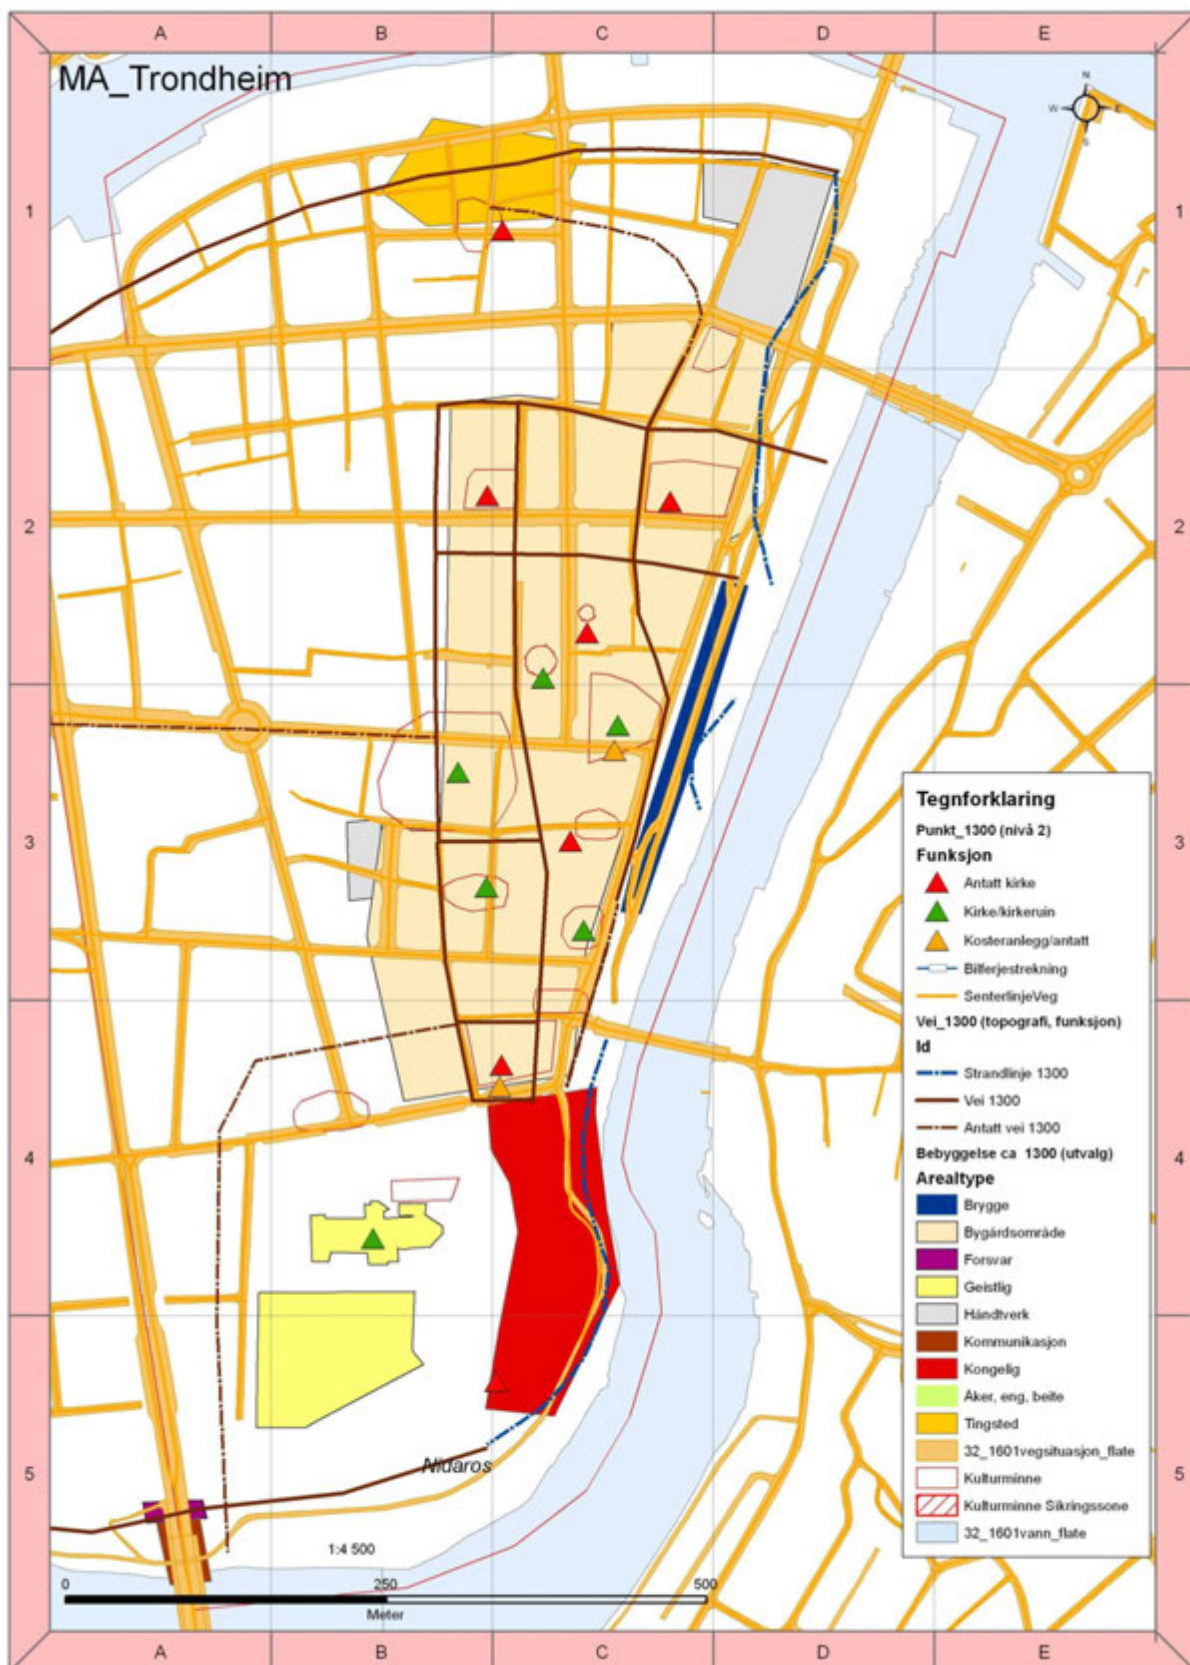 A B C D E
MA_Trondheim
N
W E
S
1 1
2 2
3 3
4 4
5 5
Tegnforklaring
Punkt_1300 (nivå 2)
Funksjon
Antatt kirke
Kirke/kirkeruin
Kosteranlegg/antatt
Bilferjestrekning
SenterlinjeVeg
Vei_1300 (topografi, funksjon)
Id
Strandlinje 1300
Vei 1300
Antatt vei 1300
Bebyggelse ca 1300 (utvalg)
Arealtype
Brygge
Bygårdsområde
Forsvar
Geistlig
Håndtverk
Kommunikasjon
Kongelig
Åker, eng, beite
Tingsted
32_1601vegsituasjon_flate
Kulturminne
Kulturminne Sikringssone
32_1601vann_flate
Nidaros
1:4 500
0 250 500
Meter
A B C D E